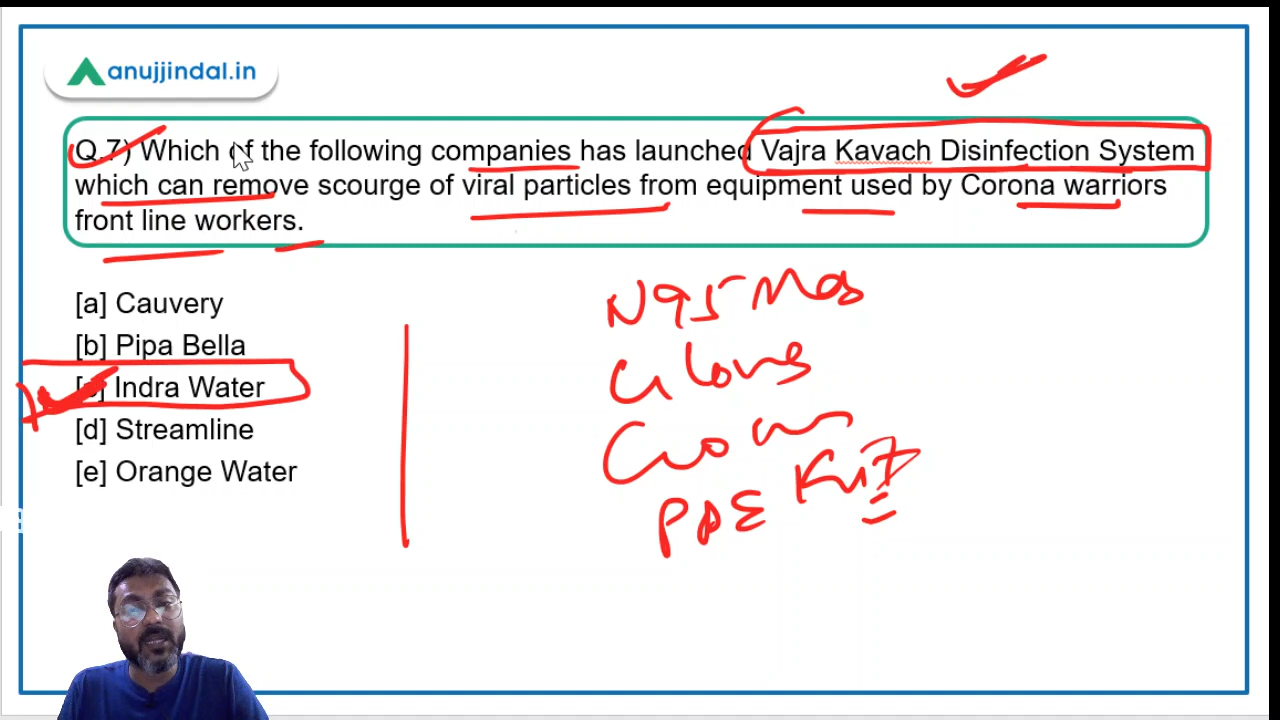 anujjindal.in
Q.7) Which of the following companies has launched Vajra Kavach Disinfection System
which can remove scourge of viral particles from equipment used by Corona warriors
front line workers.
[a] Cauvery
[b] Pipa Bella
[c] Indra Water
[d] Streamline
[e] Orange Water
N95 Mas
Glovs
Gown
PPE Kit